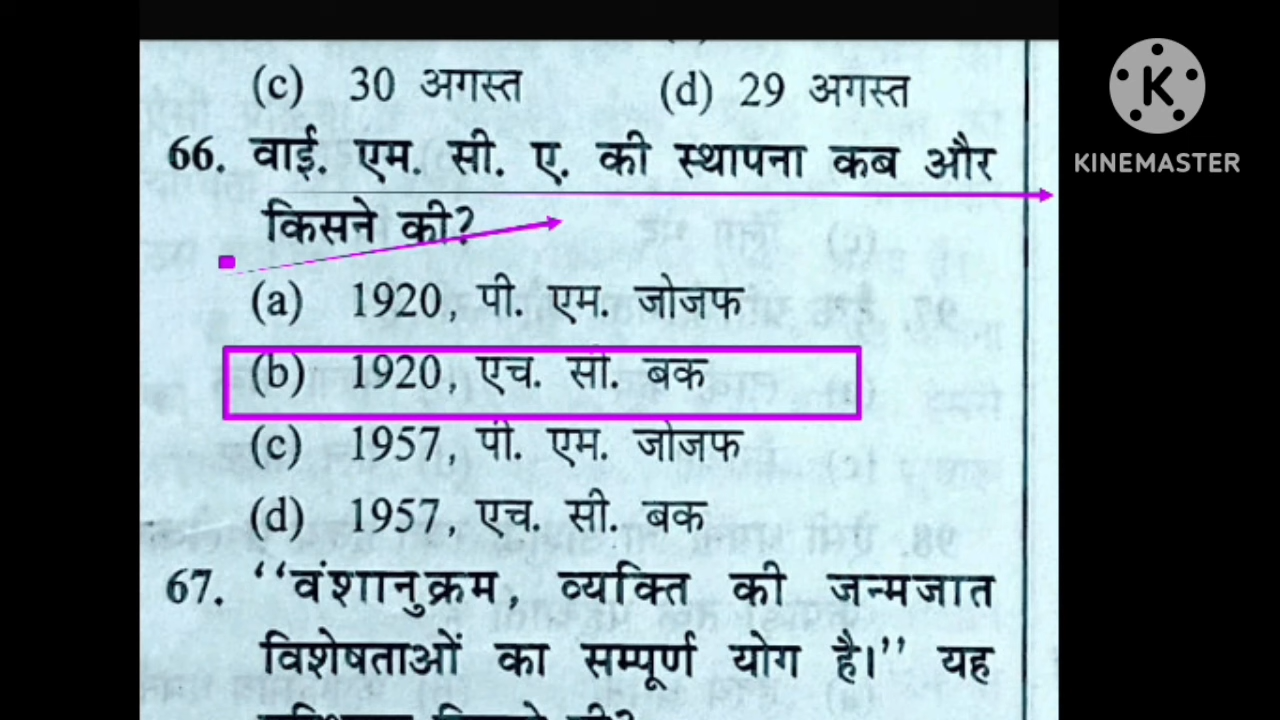 (c) 30 अगस्त (d) 29 अगस्त
66. वाई. एम. सी. ए. की स्थापना कब और
किसने की?
(a) 1920, पी. एम. जोजफ
(b) 1920, एच. सी. बक
(c) 1957, पी. एम. जोजफ
(d) 1957, एच. सी. बक
67. ‘‘वंशानुक्रम, व्यक्ति की जन्मजात
विशेषताओं का सम्पूर्ण योग है।’’ यह
K
KINEMASTER